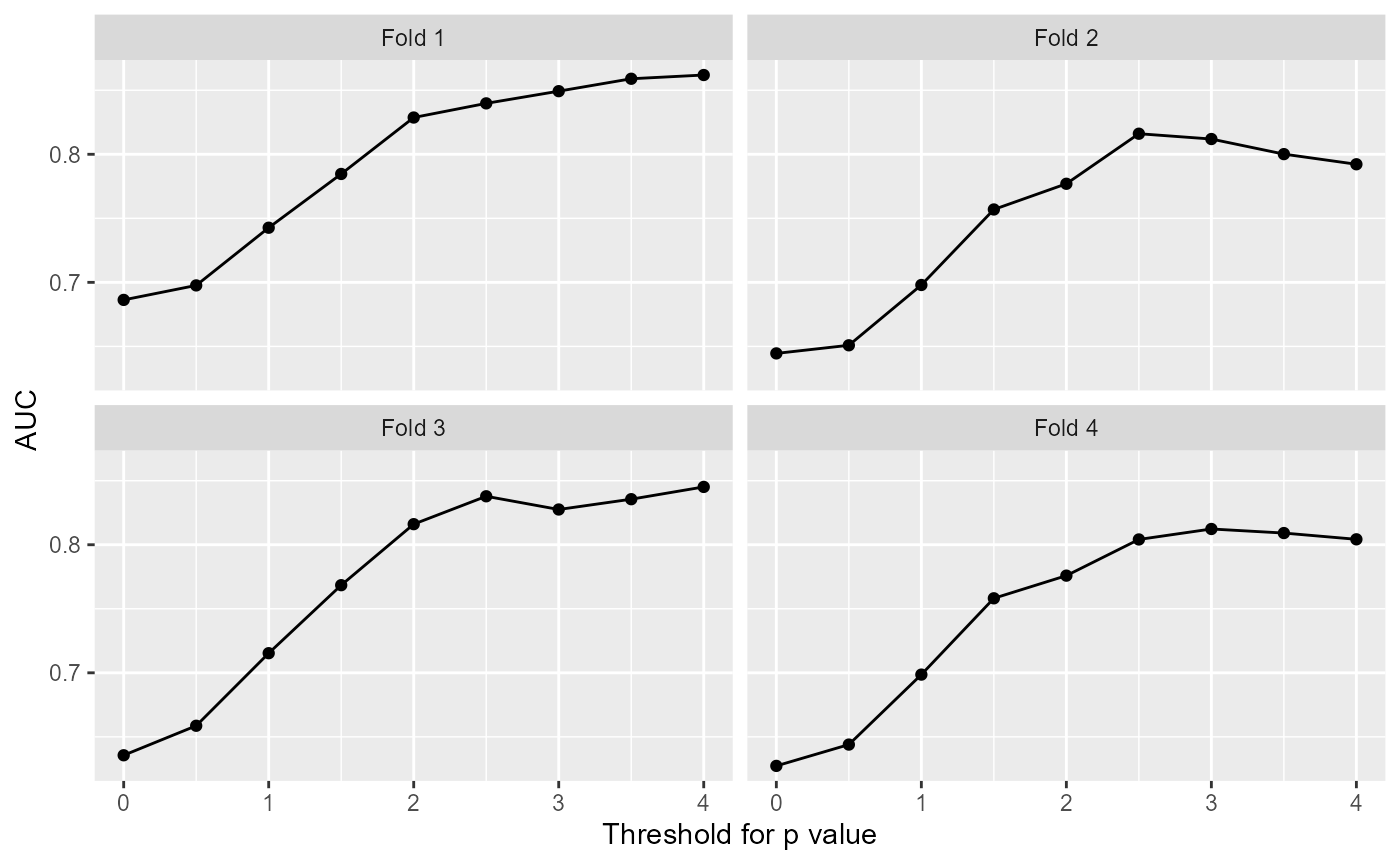 Fold 1
Fold 2
0.8
0.7
AUC
Fold 3
Fold 4
0.8
0.7
0 1 2 3 4 0 1 2 3 4
Threshold for p value